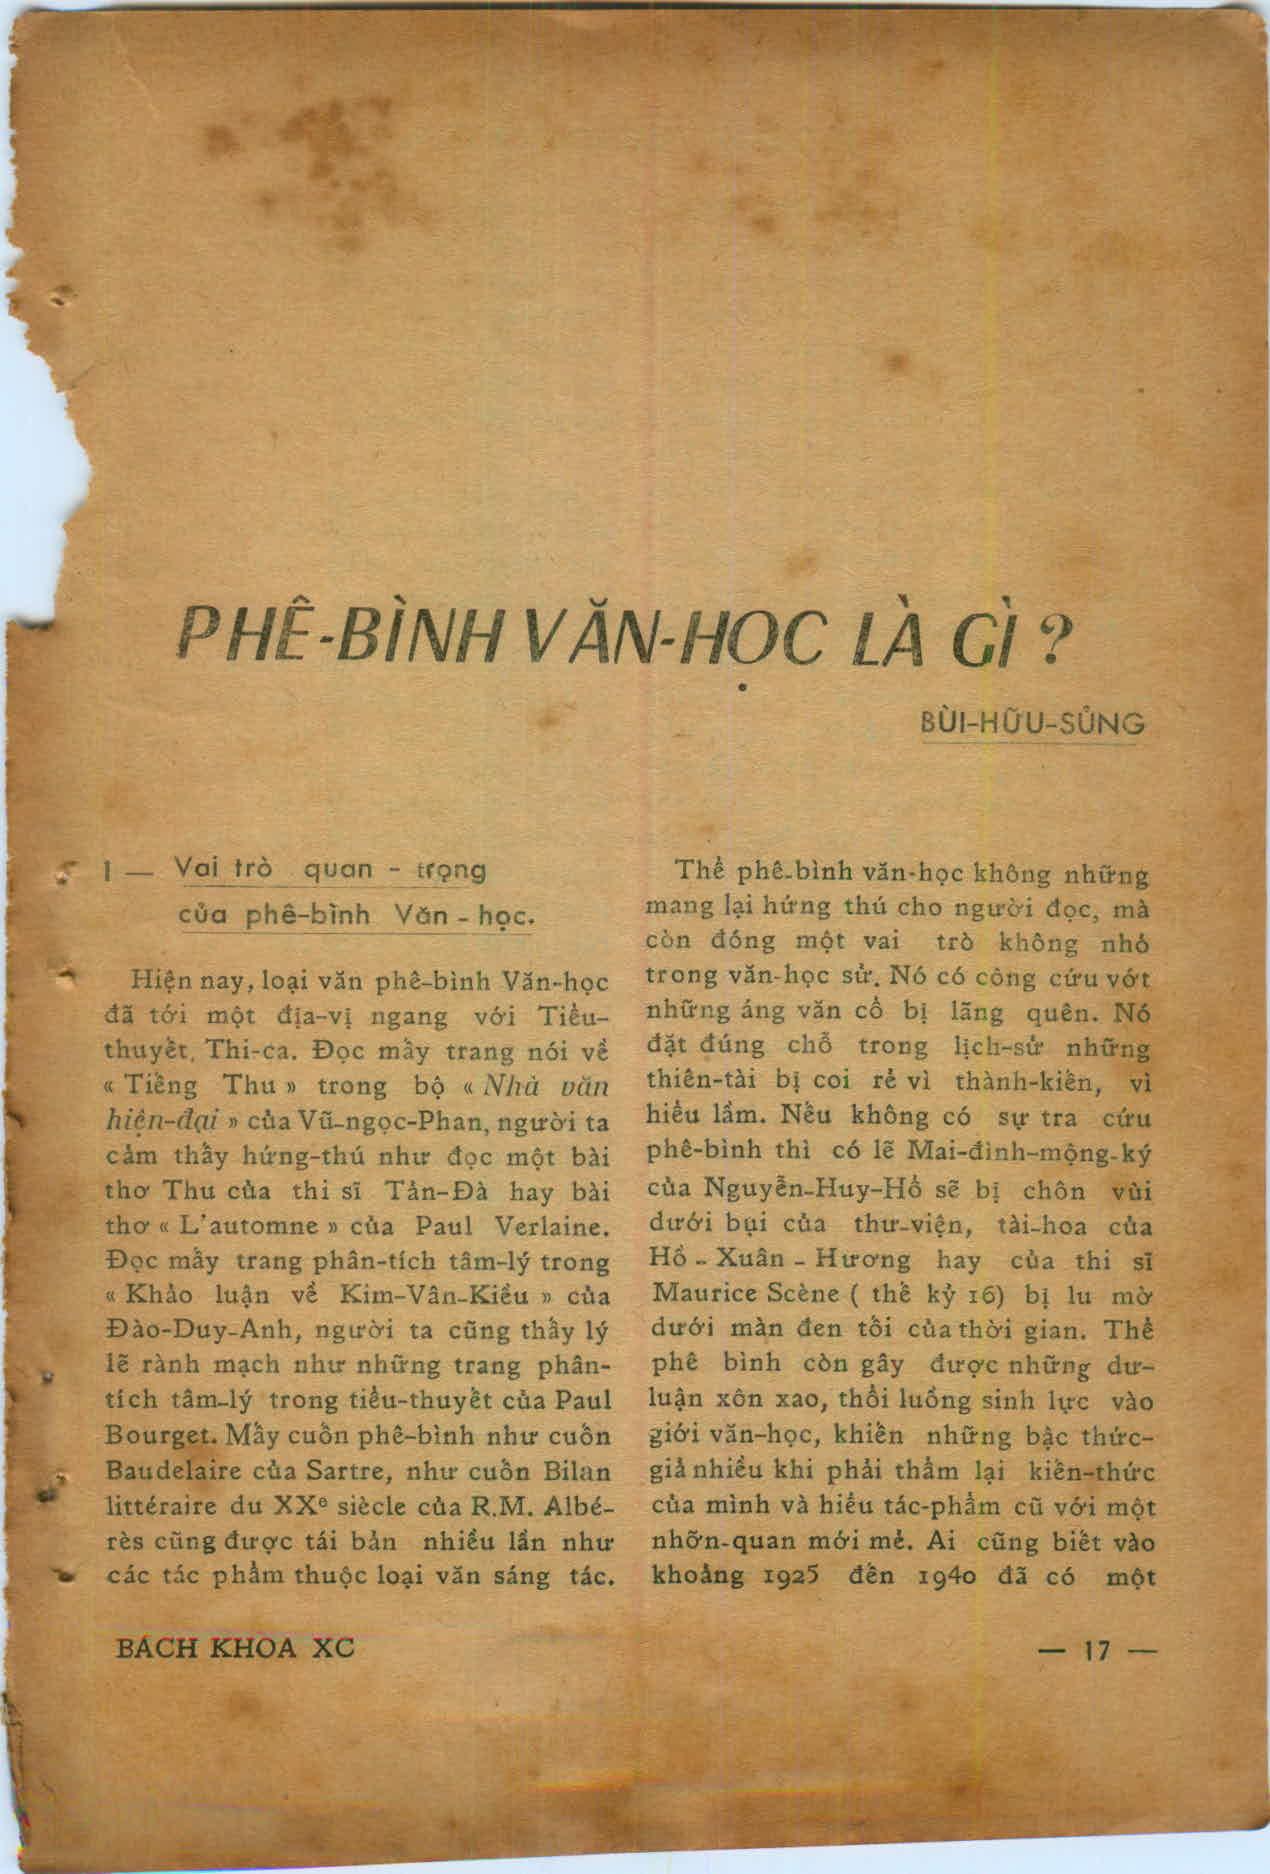 PHÊ-BÌNH VĂN-HỌC LÀ GÌ ?
BÙI-HỮU-SỦNG
I — Vai trò quan - trọng
của phê-bình Văn - học.
Hiện nay, loại văn phê-bình Văn-học
đã tới một địa-vị ngang với Tiểu-
thuyết, Thi-ca. Đọc mấy trang nói về
« Tiếng Thu » trong bộ « Nhà văn
hiện-đại » của Vũ-ngọc-Phan, người ta
cảm thấy hứng-thú như đọc một bài
thơ Thu của thi sĩ Tản-Đà hay bài
thơ « L'automne » của Paul Verlaine.
Đọc mấy trang phân-tích tâm-lý trong
« Khảo luận về Kim-Vân-Kiều » của
Đào-Duy-Anh, người ta cũng thấy lý
lẽ rành mạch như những trang phân-
tích tâm-lý trong tiểu-thuyết của Paul
Bourget. Mấy cuốn phê-bình như cuốn
Baudelaire của Sartre, như cuốn Bilan
littéraire du XXe siècle của R.M. Albé-
rès cũng được tái bản nhiều lần như
các tác phẩm thuộc loại văn sáng tác.
Thể phê-bình văn-học không những
mang lại hứng thú cho người đọc, mà
còn đóng một vai trò không nhỏ
trong văn-học sử. Nó có công cứu vớt
những áng văn cổ bị lãng quên. Nó
đặt đúng chỗ trong lịch-sử những
thiên-tài bị coi rẻ vì thành-kiến, vì
hiểu lầm. Nếu không có sự tra cứu
phê-bình thì có lẽ Mai-đình-mộng-ký
của Nguyễn-Huy-Hổ sẽ bị chôn vùi
dưới bụi của thư-viện, tài-hoa của
Hồ - Xuân - Hương hay của thi sĩ
Maurice Scène ( thế kỷ 16) bị lu mờ
dưới màn đen tối của thời gian. Thể
phê bình còn gây được những dư-
luận xôn xao, thổi luồng sinh lực vào
giới văn-học, khiến những bậc thức-
giả nhiều khi phải thẩm lại kiến-thức
của mình và hiểu tác-phẩm cũ với một
nhỡn-quan mới mẻ. Ai cũng biết vào
khoảng 1925 đến 1940 đã có một
BÁCH KHOA XC
— 17 —